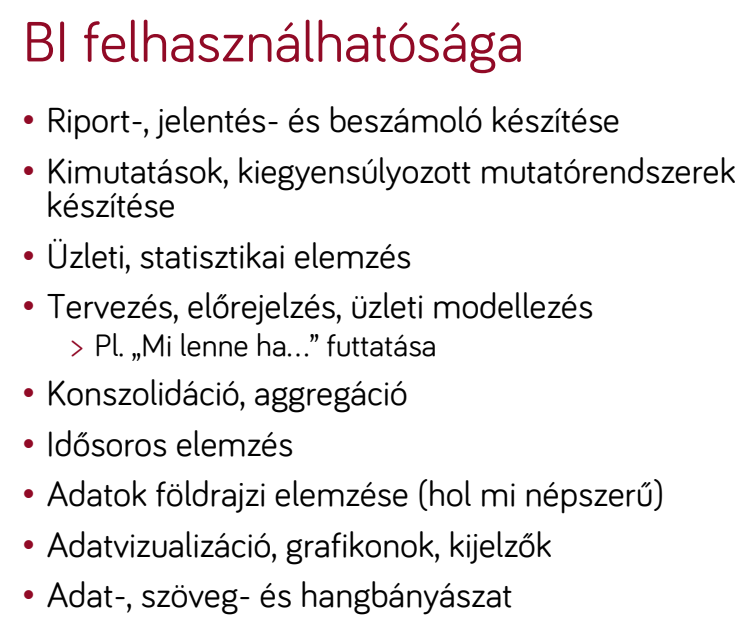 BI felhasználhatósága
• Riport-, jelentés- és beszámoló készítése
• Kimutatások, kiegyensúlyozott mutatórendszerek
készítése
• Üzleti, statisztikai elemzés
• Tervezés, előrejelzés, üzleti modellezés
> Pl. „Mi lenne ha…” futtatása
• Konszolidáció, aggregáció
• Idősoros elemzés
• Adatok földrajzi elemzése (hol mi népszerű)
• Adatvizualizáció, grafikonok, kijelzők
• Adat-, szöveg- és hangbányászat